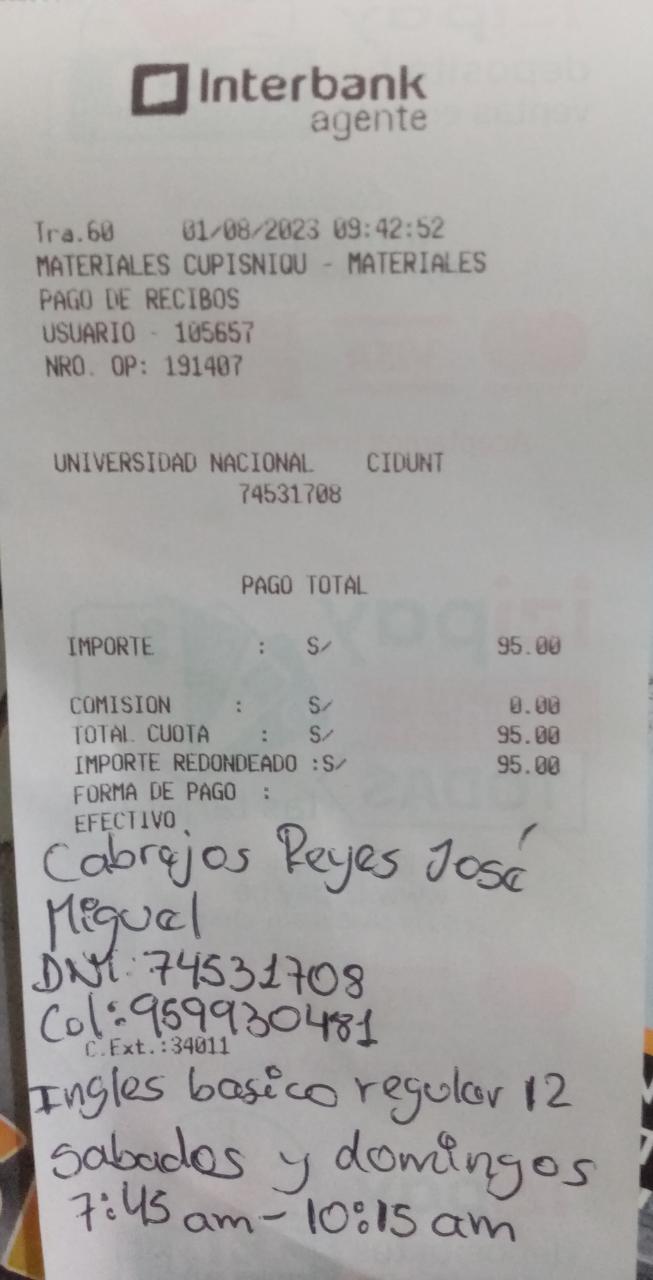 Interbank
agente
Tra.60 01/08/2023 09:42:52
MATERIALES CUPISNIQU - MATERIALES
PAGO DE RECIBOS
USUARIO - 105657
NRO. OP: 191407
UNIVERSIDAD NACIONAL CIDUNT
74531708
PAGO TOTAL
IMPORTE : S/ 95.00
COMISION : S/ 0.00
TOTAL CUOTA : S/ 95.00
IMPORTE REDONDEADO :S/ 95.00
FORMA DE PAGO :
EFECTIVO
Cabrejos Reyes José
Miguel
DNI: 74531708
Cel: 959930481
C.Ext.:34011
Ingles basico regular 12
sabados y domingos
7:45 am - 10:15 am